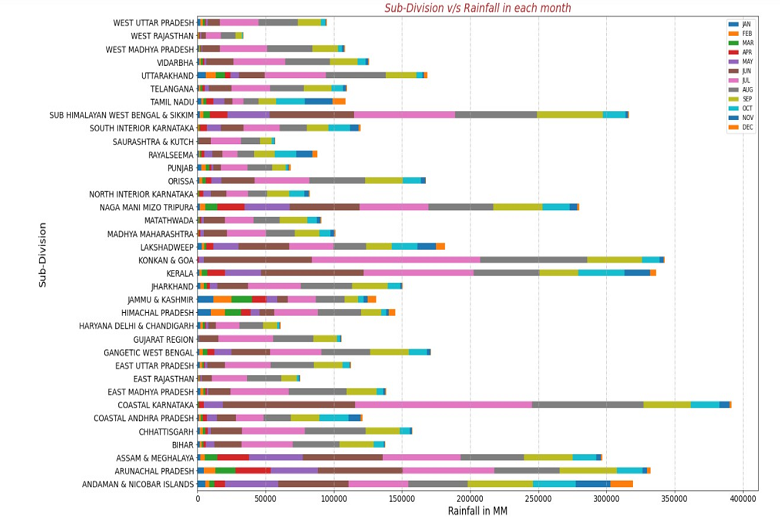 Sub-Division v/s Rainfall in each month
WEST UTTAR PRADESH
WEST RAJASTHAN
WEST MADHYA PRADESH
VIDARBHA
UTTARAKHAND
TELANGANA
TAMIL NADU
SUB HIMALAYAN WEST BENGAL & SIKKIM
SOUTH INTERIOR KARNATAKA
SAURASHTRA & KUTCH
RAYALSEEMA
PUNJAB
ORISSA
NORTH INTERIOR KARNATAKA
NAGA MANI MIZO TRIPURA
MATATHWADA
MADHYA MAHARASHTRA
LAKSHADWEEP
KONKAN & GOA
KERALA
JHARKHAND
JAMMU & KASHMIR
HIMACHAL PRADESH
HARYANA DELHI & CHANDIGARH
GUJARAT REGION
GANGETIC WEST BENGAL
EAST UTTAR PRADESH
EAST RAJASTHAN
EAST MADHYA PRADESH
COASTAL KARNATAKA
COASTAL ANDHRA PRADESH
CHHATTISGARH
BIHAR
ASSAM & MEGHALAYA
ARUNACHAL PRADESH
ANDAMAN & NICOBAR ISLANDS
Sub-Division
0 50000 100000 150000 200000 250000 300000 350000 400000
Rainfall in MM
JAN
FEB
MAR
APR
MAY
JUN
JUL
AUG
SEP
OCT
NOV
DEC